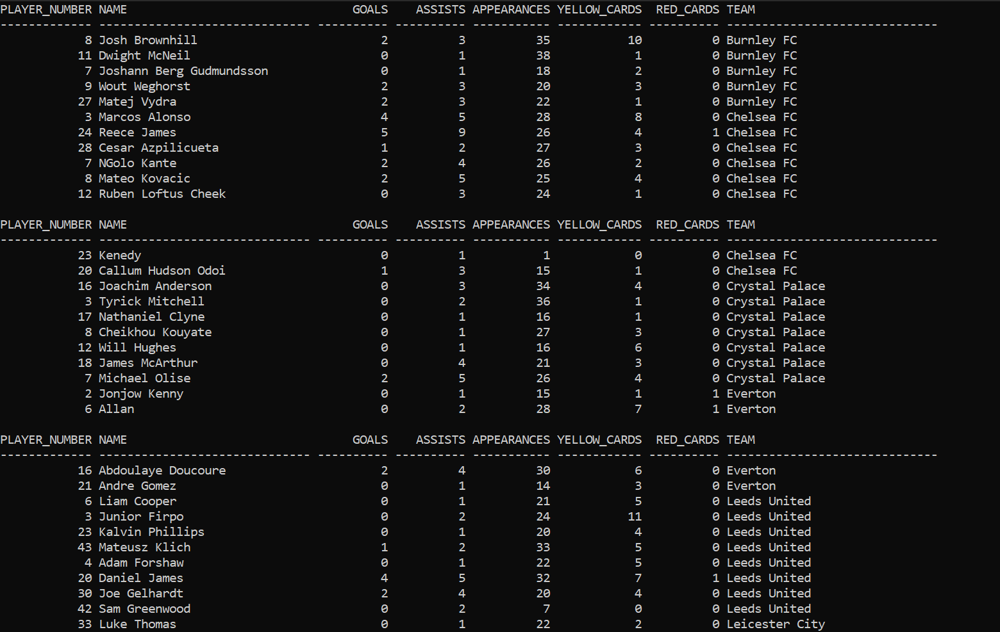 PLAYER_NUMBER NAME                                GOALS    ASSISTS APPEARANCES YELLOW_CARDS  RED_CARDS TEAM
------------- ------------------------------ ---------- ---------- ----------- ------------ ---------- ------------------------------
            8 Josh Brownhill                          2          3          35           10          0 Burnley FC
           11 Dwight McNeil                           0          1          38            1          0 Burnley FC
            7 Joshann Berg Gudmundsson                0          1          18            2          0 Burnley FC
            9 Wout Weghorst                           2          3          20            3          0 Burnley FC
           27 Matej Vydra                             2          3          22            1          0 Burnley FC
            3 Marcos Alonso                           4          5          28            8          0 Chelsea FC
           24 Reece James                             5          9          26            4          1 Chelsea FC
           28 Cesar Azpilicueta                       1          2          27            3          0 Chelsea FC
            7 NGolo Kante                             2          4          26            2          0 Chelsea FC
            8 Mateo Kovacic                           2          5          25            4          0 Chelsea FC
           12 Ruben Loftus Cheek                      0          3          24            1          0 Chelsea FC

PLAYER_NUMBER NAME                                GOALS    ASSISTS APPEARANCES YELLOW_CARDS  RED_CARDS TEAM
------------- ------------------------------ ---------- ---------- ----------- ------------ ---------- ------------------------------
           23 Kenedy                                  0          1           1            0          0 Chelsea FC
           20 Callum Hudson Odoi                      1          3          15            1          0 Chelsea FC
           16 Joachim Anderson                        0          3          34            4          0 Crystal Palace
            3 Tyrick Mitchell                         0          2          36            1          0 Crystal Palace
           17 Nathaniel Clyne                         0          1          16            1          0 Crystal Palace
            8 Cheikhou Kouyate                        0          1          27            3          0 Crystal Palace
           12 Will Hughes                             0          1          16            6          0 Crystal Palace
           18 James McArthur                          0          4          21            3          0 Crystal Palace
            7 Michael Olise                           2          5          26            4          0 Crystal Palace
            2 Jonjow Kenny                            0          1          15            1          1 Everton
            6 Allan                                   0          2          28            7          1 Everton

PLAYER_NUMBER NAME                                GOALS    ASSISTS APPEARANCES YELLOW_CARDS  RED_CARDS TEAM
------------- ------------------------------ ---------- ---------- ----------- ------------ ---------- ------------------------------
           16 Abdoulaye Doucoure                      2          4          30            6          0 Everton
           21 Andre Gomez                             0          1          14            3          0 Everton
            6 Liam Cooper                             0          1          21            5          0 Leeds United
            3 Junior Firpo                            0          2          24           11          0 Leeds United
           23 Kalvin Phillips                         0          1          20            4          0 Leeds United
           43 Mateusz Klich                           1          2          33            5          0 Leeds United
            4 Adam Forshaw                            0          1          22            5          0 Leeds United
           20 Daniel James                            4          5          32            7          1 Leeds United
           30 Joe Gelhardt                            2          4          20            4          0 Leeds United
           42 Sam Greenwood                           0          2           7            0          0 Leeds United
           33 Luke Thomas                             0          1          22            2          0 Leicester City